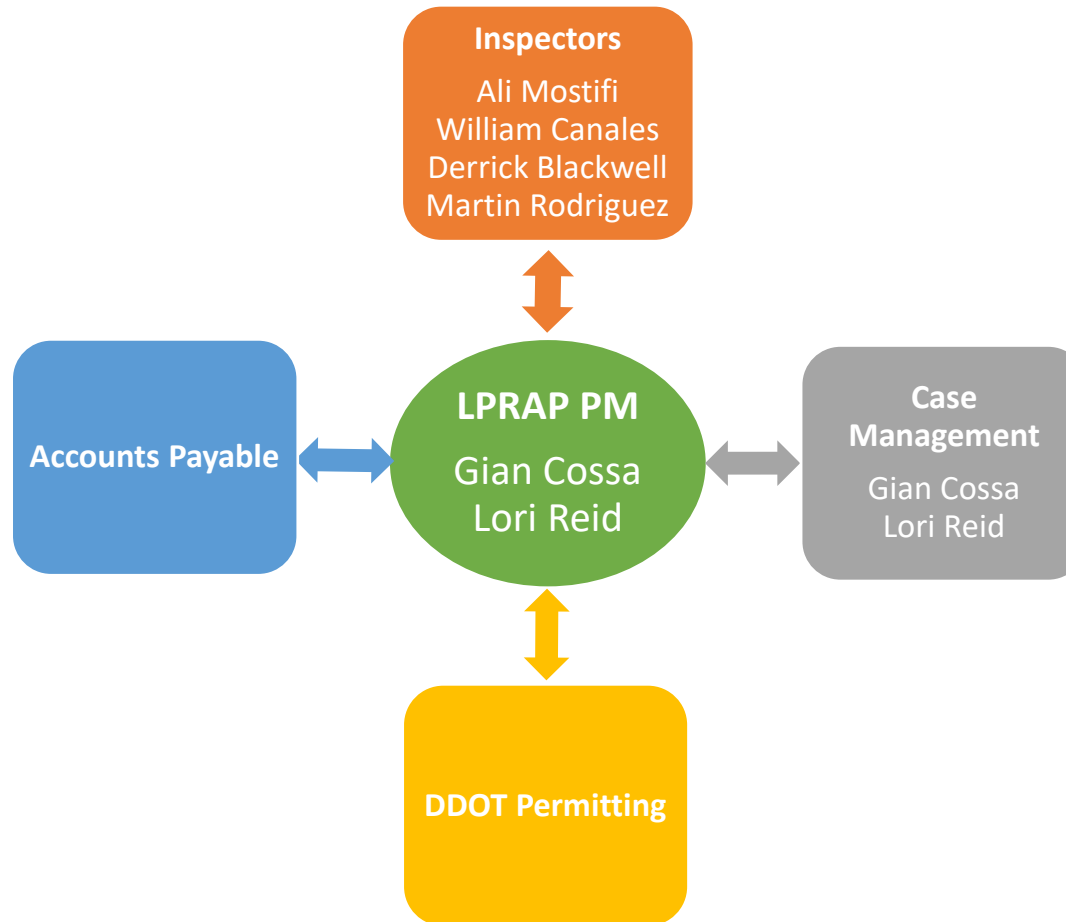 Inspectors
Ali Mostifi
William Canales
Derrick Blackwell
Martin Rodriguez
Accounts Payable
LPRAP PM
Gian Cossa
Lori Reid
Case
Management
Gian Cossa
Lori Reid
DDOT Permitting